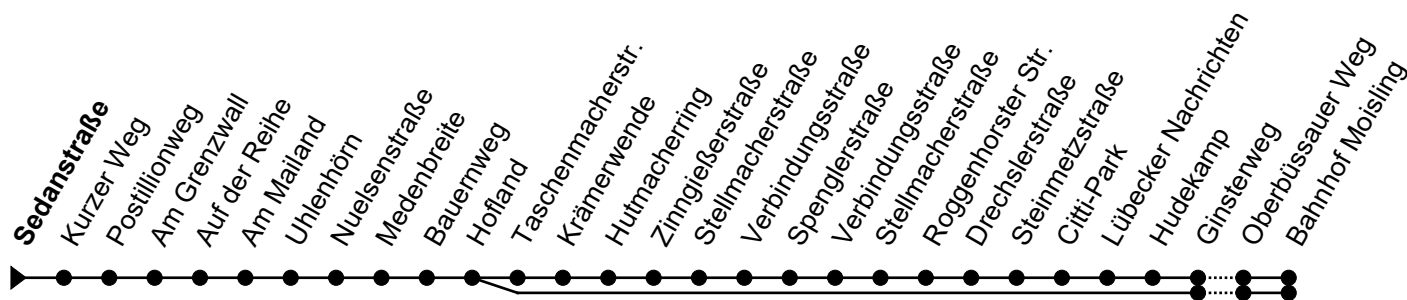 Sedanstraße
Kurzer Weg
Postillionweg
Am Grenzwall
Auf der Reihe
Am Mailand
Uhlenhörn
Nuelsenstraße
Medenbreite
Bauernweg
Hofland
Taschenmacherstr.
Krämerwende
Hutmacherring
Zinngießerstraße
Stellmacherstraße
Verbindungsstraße
Spenglerstraße
Verbindungsstraße
Stellmacherstraße
Roggenhorster Str.
Drechslerstraße
Steinmetzstraße
Citti-Park
Lübecker Nachrichten
Hudekamp
Ginsterweg
Oberbüssauer Weg
Bahnhof Moisling